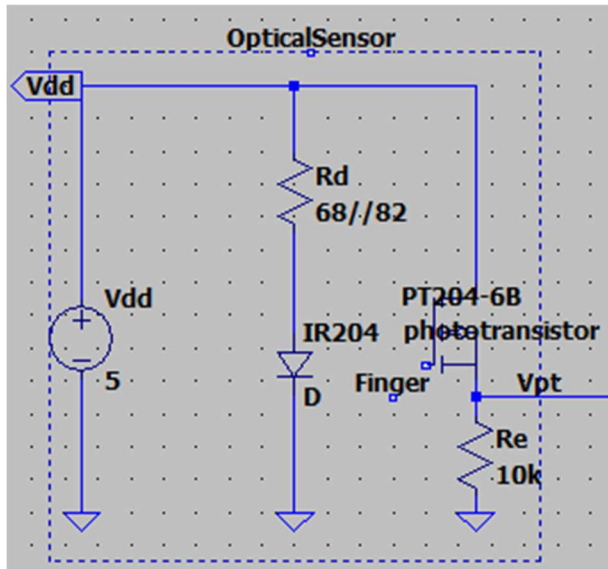 OpticalSensor
Vdd
Rd
68//82
Vdd
5
IR204
D
PT204-6B
phototransistor
Finger
Vpt
Re
10k